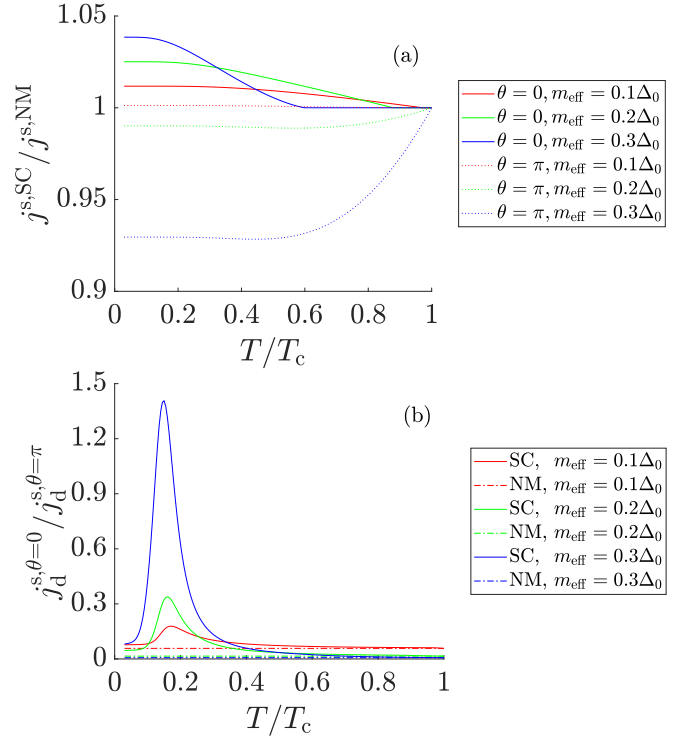 1.05
(a)
1
0.95
0.9
j^{s,SC}/j^{s,NM}
0 0.2 0.4 0.6 0.8 1
T/T_c
θ = 0, m_eff = 0.1Δ_0
θ = 0, m_eff = 0.2Δ_0
θ = 0, m_eff = 0.3Δ_0
θ = π, m_eff = 0.1Δ_0
θ = π, m_eff = 0.2Δ_0
θ = π, m_eff = 0.3Δ_0
1.5
(b)
1.2
0.9
0.6
0.3
0
j_d^{s,θ=0}/j_d^{s,θ=π}
0 0.2 0.4 0.6 0.8 1
T/T_c
SC, m_eff = 0.1Δ_0
NM, m_eff = 0.1Δ_0
SC, m_eff = 0.2Δ_0
NM, m_eff = 0.2Δ_0
SC, m_eff = 0.3Δ_0
NM, m_eff = 0.3Δ_0